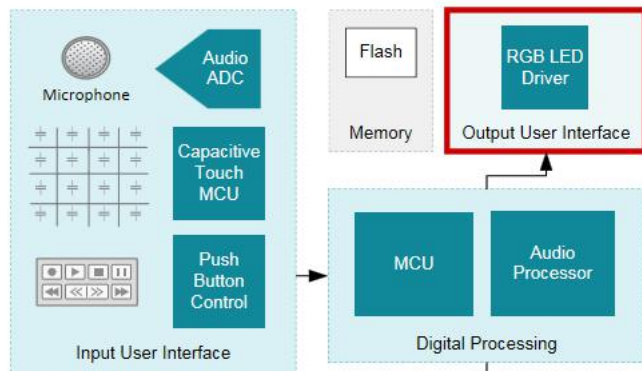 Microphone
Audio
ADC
Capacitive
Touch
MCU
Push
Button
Control
Input User Interface
Flash
Memory
RGB LED
Driver
Output User Interface
MCU
Audio
Processor
Digital Processing